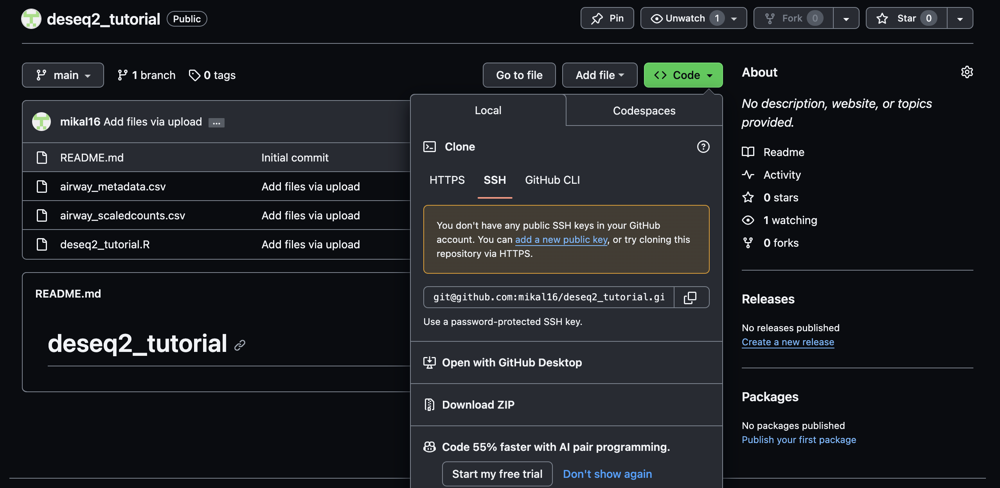 deseq2_tutorial Public
Pin
Unwatch 1
Fork 0
Star 0
main
1 branch
0 tags
Go to file
Add file
Code
mikal16 Add files via upload ...
README.md Initial commit
airway_metadata.csv Add files via upload
airway_scaledcounts.csv Add files via upload
deseq2_tutorial.R Add files via upload
README.md
deseq2_tutorial
Local
Codespaces
Clone
HTTPS SSH GitHub CLI
You don't have any public SSH keys in your GitHub
account. You can add a new public key, or try cloning this
repository via HTTPS.
git@github.com:mikal16/deseq2_tutorial.gi
Use a password-protected SSH key.
Open with GitHub Desktop
Download ZIP
Code 55% faster with AI pair programming.
Start my free trial
Don't show again
About
No description, website, or topics
provided.
Readme
Activity
0 stars
1 watching
0 forks
Releases
No releases published
Create a new release
Packages
No packages published
Publish your first package